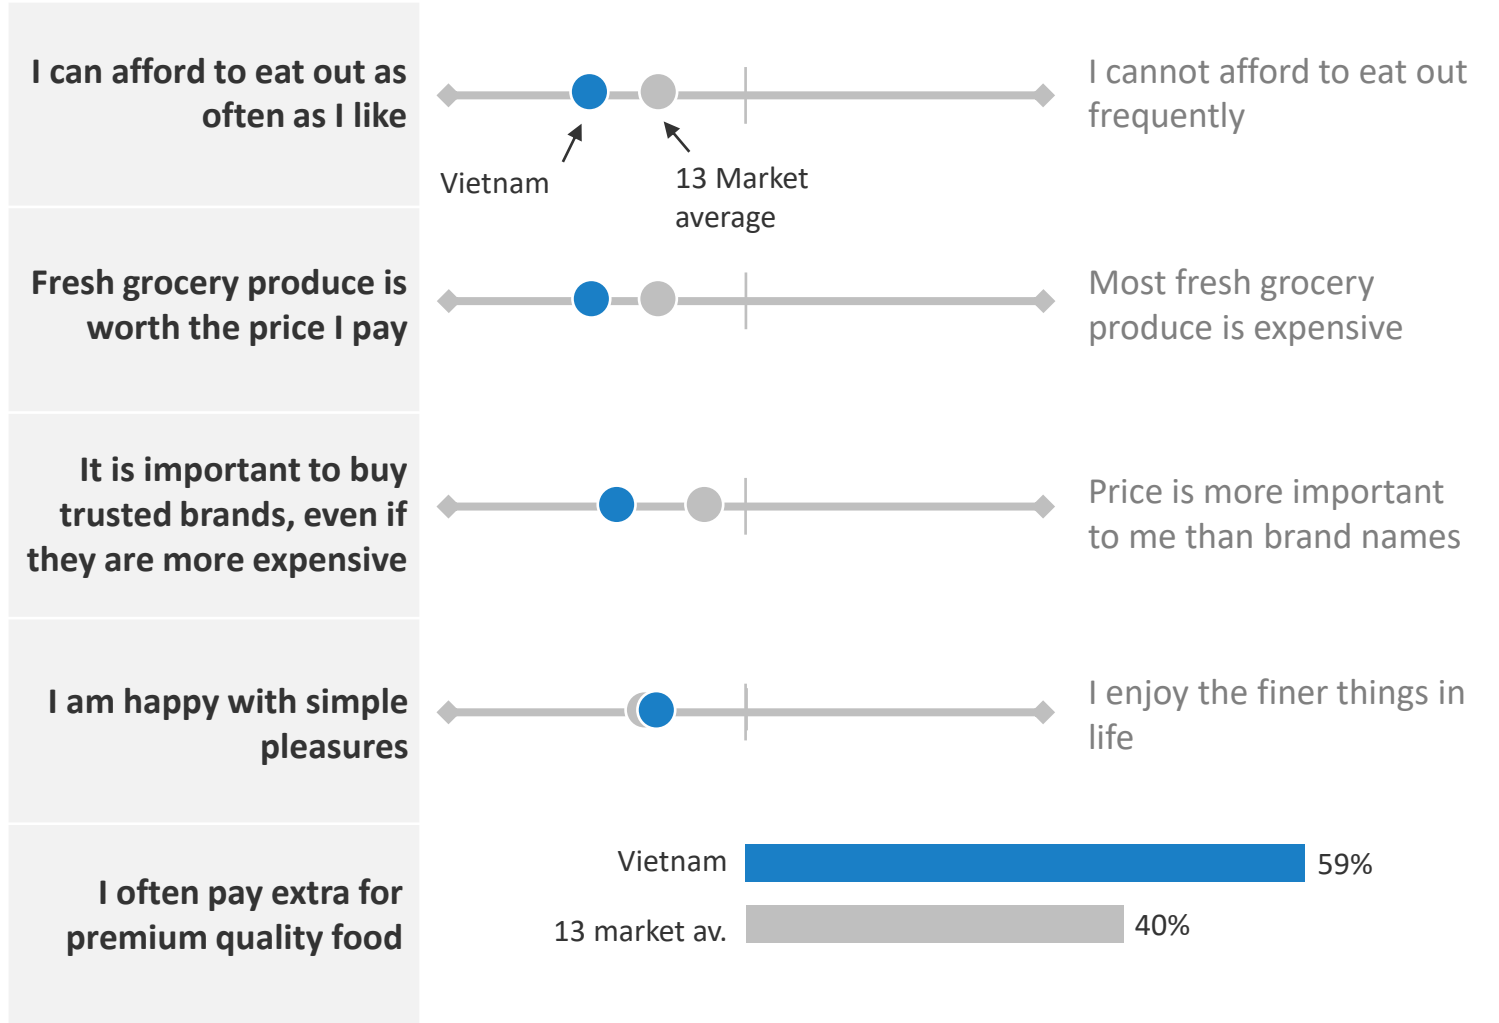 I can afford to eat out as
often as I like
I cannot afford to eat out
frequently
Vietnam
13 Market
average
Fresh grocery produce is
worth the price I pay
Most fresh grocery
produce is expensive
It is important to buy
trusted brands, even if
they are more expensive
Price is more important
to me than brand names
I am happy with simple
pleasures
I enjoy the finer things in
life
I often pay extra for
premium quality food
Vietnam
59%
13 market av.
40%